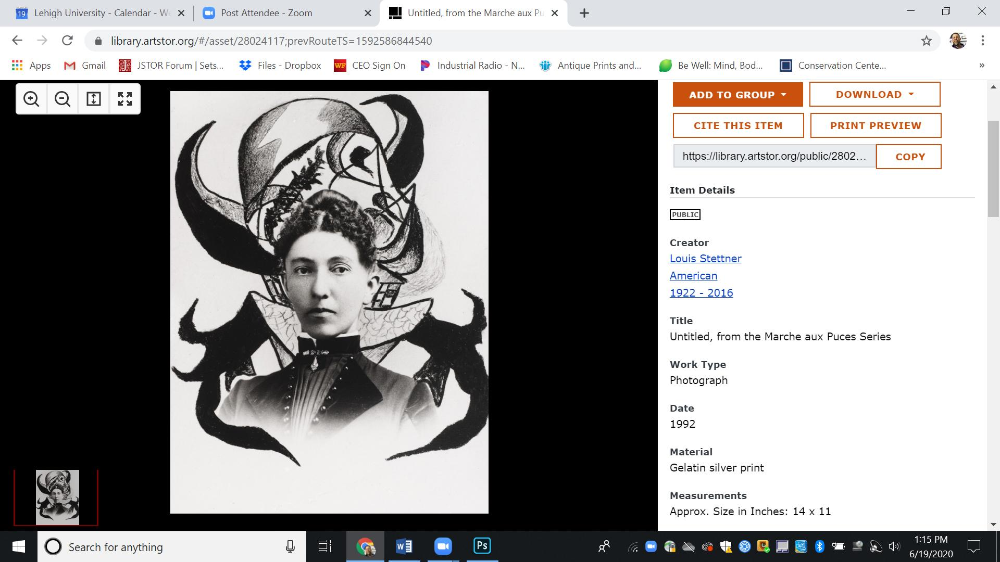 19 Lehigh University - Calendar - We
Post Attendee - Zoom
Untitled, from the Marche aux Pu
library.artstor.org/#/asset/28024117;prevRouteTS=1592586844540
Apps
Gmail
JSTOR Forum | Sets...
Files - Dropbox
WF CEO Sign On
Industrial Radio - N...
Antique Prints and...
Be Well: Mind, Bod...
Conservation Cente...
»
ADD TO GROUP
DOWNLOAD
CITE THIS ITEM
PRINT PREVIEW
https://library.artstor.org/public/2802...
COPY
Item Details
PUBLIC
Creator
Louis Stettner
American
1922 - 2016
Title
Untitled, from the Marche aux Puces Series
Work Type
Photograph
Date
1992
Material
Gelatin silver print
Measurements
Approx. Size in Inches: 14 x 11
Search for anything
Ps
1:15 PM
6/19/2020